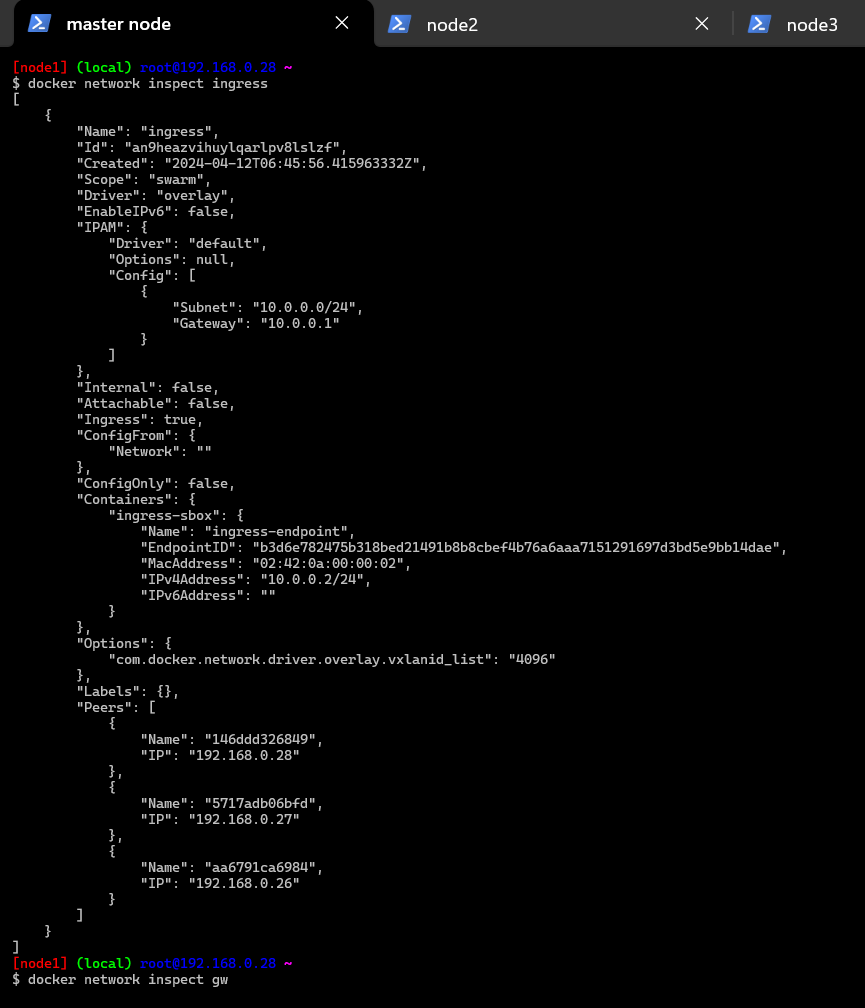 master node
node2
node3
[node1] (local) root@192.168.0.28 ~
$ docker network inspect ingress
[
    {
        "Name": "ingress",
        "Id": "an9heazvihuylqarlpv8lslzf",
        "Created": "2024-04-12T06:45:56.415963332Z",
        "Scope": "swarm",
        "Driver": "overlay",
        "EnableIPv6": false,
        "IPAM": {
            "Driver": "default",
            "Options": null,
            "Config": [
                {
                    "Subnet": "10.0.0.0/24",
                    "Gateway": "10.0.0.1"
                }
            ]
        },
        "Internal": false,
        "Attachable": false,
        "Ingress": true,
        "ConfigFrom": {
            "Network": ""
        },
        "ConfigOnly": false,
        "Containers": {
            "ingress-sbox": {
                "Name": "ingress-endpoint",
                "EndpointID": "b3d6e782475b318bed21491b8b8cbef4b76a6aaa7151291697d3bd5e9bb14dae",
                "MacAddress": "02:42:0a:00:00:02",
                "IPv4Address": "10.0.0.2/24",
                "IPv6Address": ""
            }
        },
        "Options": {
            "com.docker.network.driver.overlay.vxlanid_list": "4096"
        },
        "Labels": {},
        "Peers": [
            {
                "Name": "146ddd326849",
                "IP": "192.168.0.28"
            },
            {
                "Name": "5717adb06bfd",
                "IP": "192.168.0.27"
            },
            {
                "Name": "aa6791ca6984",
                "IP": "192.168.0.26"
            }
        ]
    }
]
[node1] (local) root@192.168.0.28 ~
$ docker network inspect gw